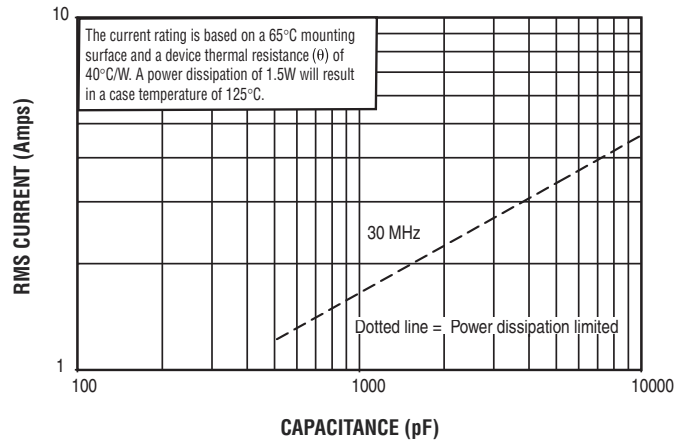 10
The current rating is based on a 65°C mounting
surface and a device thermal resistance (θ) of
40°C/W. A power dissipation of 1.5W will result
in a case temperature of 125°C.
RMS CURRENT (Amps)
30 MHz
Dotted line = Power dissipation limited
1
100
1000
10000
CAPACITANCE (pF)